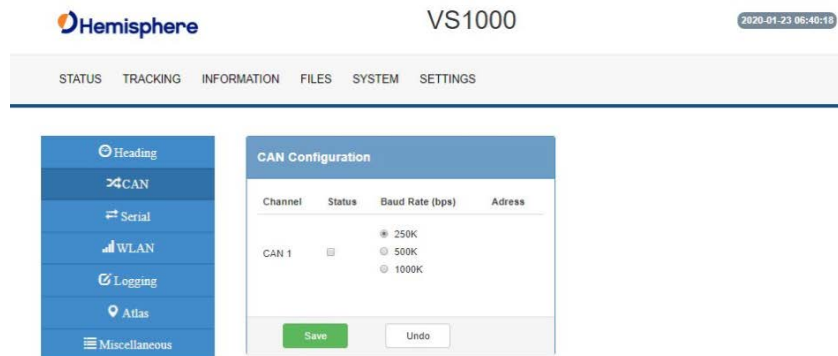 Hemisphere
VS1000
2020-01-23 06:40:18
STATUS TRACKING INFORMATION FILES SYSTEM SETTINGS
Heading
CAN
Serial
WLAN
Logging
Atlas
Miscellaneous
CAN Configuration
Channel Status Baud Rate (bps) Adress
CAN 1
250K
500K
1000K
Save Undo